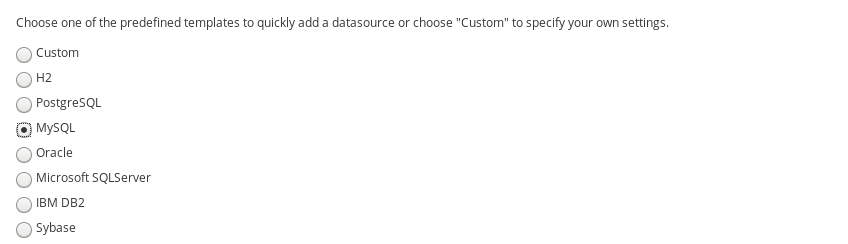 Choose one of the predefined templates to quickly add a datasource or choose "Custom" to specify your own settings.
Custom
H2
PostgreSQL
MySQL
Oracle
Microsoft SQLServer
IBM DB2
Sybase